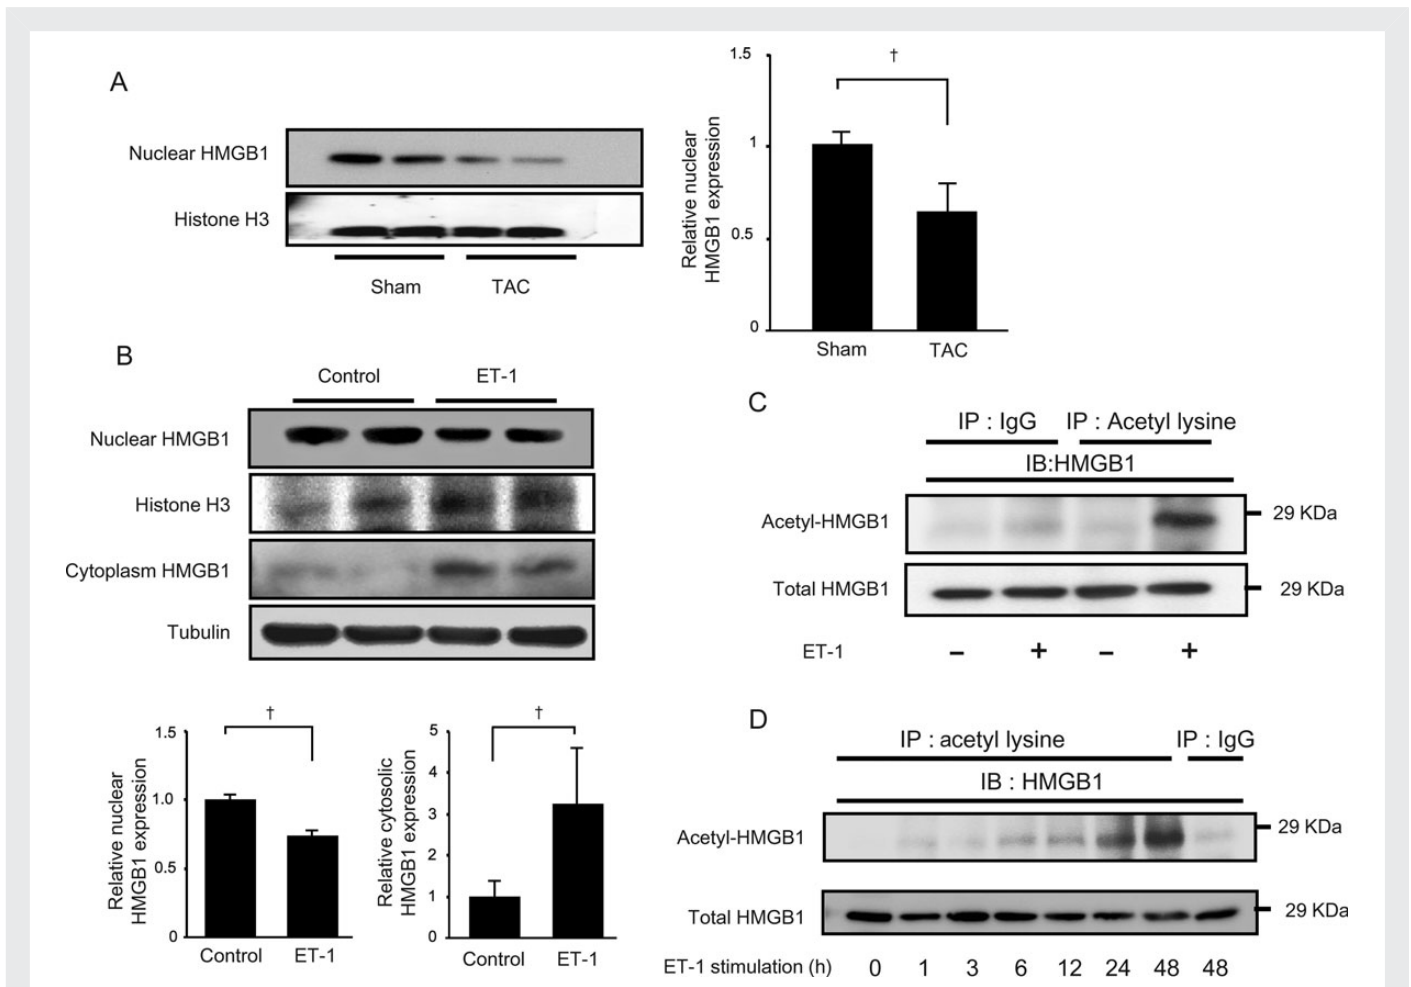 A
Nuclear HMGB1
Histone H3
Sham TAC
1.5
1
0.5
0
Relative nuclear
HMGB1 expression
†
Sham TAC
B
Control ET-1
Nuclear HMGB1
Histone H3
Cytoplasm HMGB1
Tubulin
1.5
1.0
0.5
0
Relative nuclear
HMGB1 expression
†
Control ET-1
5
4
3
2
1
0
Relative cytosolic
HMGB1 expression
†
Control ET-1
C
IP : IgG IP : Acetyl lysine
IB:HMGB1
Acetyl-HMGB1 29 KDa
Total HMGB1 29 KDa
ET-1 – + – +
D
IP : acetyl lysine IP : IgG
IB : HMGB1
Acetyl-HMGB1 29 KDa
Total HMGB1 29 KDa
ET-1 stimulation (h) 0 1 3 6 12 24 48 48